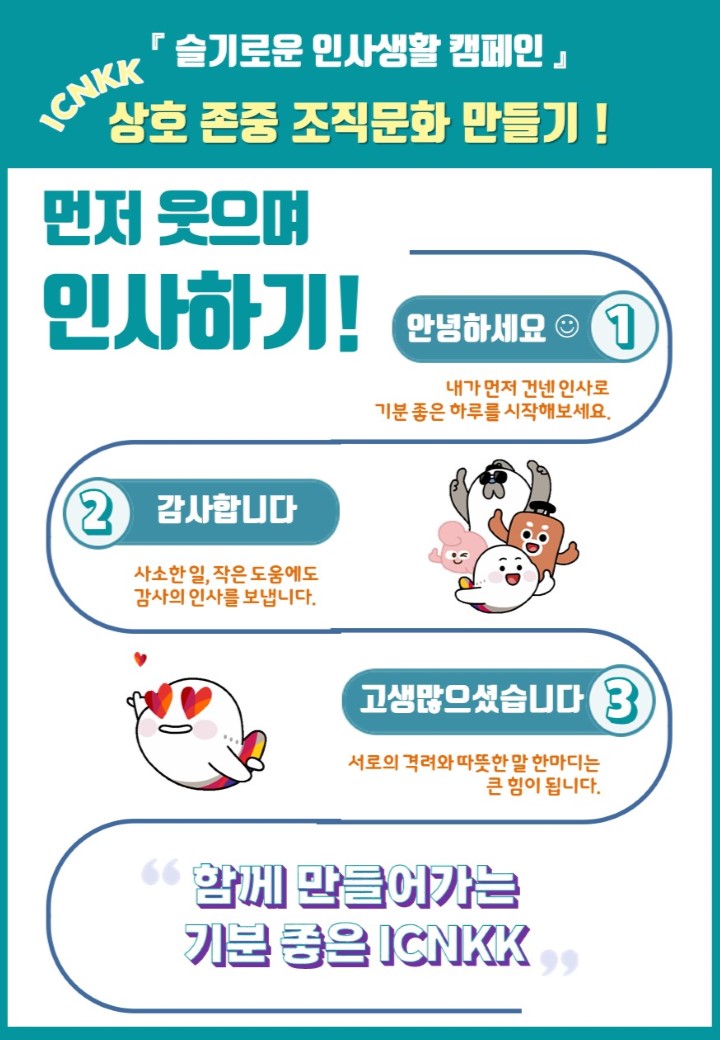 『 슬기로운 인사생활 캠페인 』
ICNKK
상호 존중 조직문화 만들기 !
먼저 웃으며
인사하기!
안녕하세요 ☺ 1
내가 먼저 건넨 인사로
기분 좋은 하루를 시작해보세요.
2 감사합니다
사소한 일, 작은 도움에도
감사의 인사를 보냅니다.
고생많으셨습니다 3
서로의 격려와 따뜻한 말 한마디는
큰 힘이 됩니다.
“ 함께 만들어가는
기분 좋은 ICNKK ”